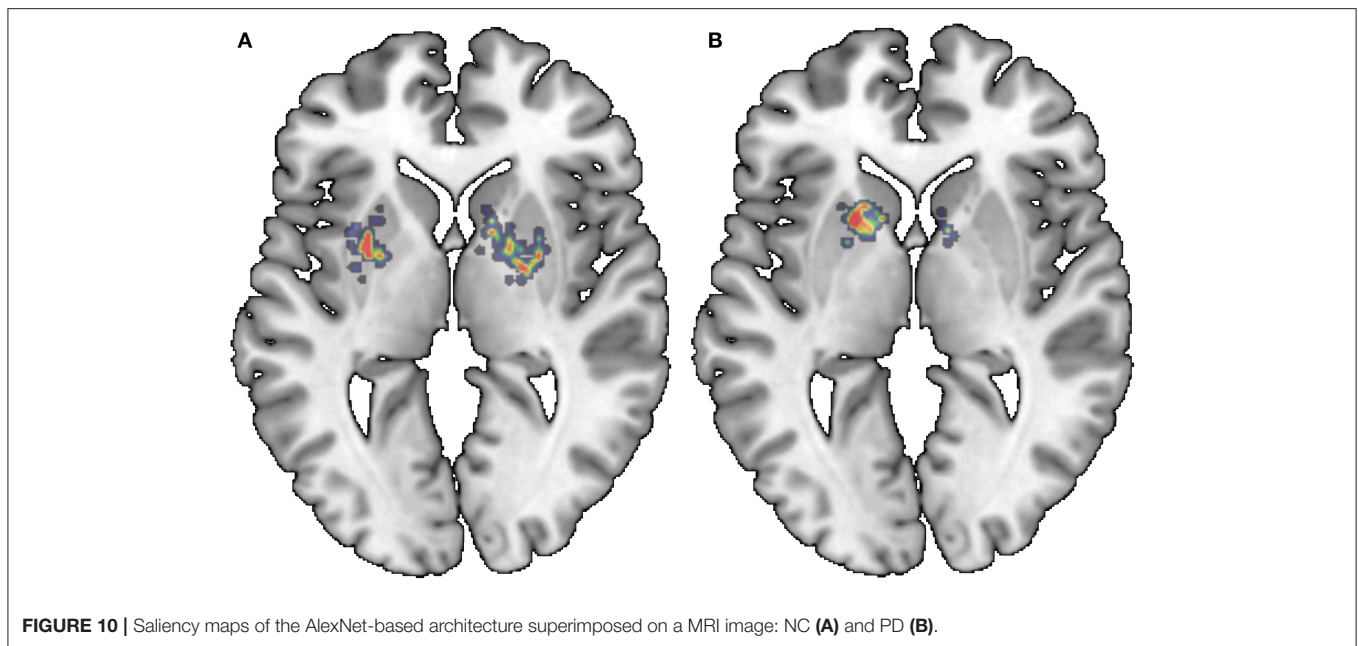 A
B
FIGURE 10 | Saliency maps of the AlexNet-based architecture superimposed on a MRI image: NC (A) and PD (B).